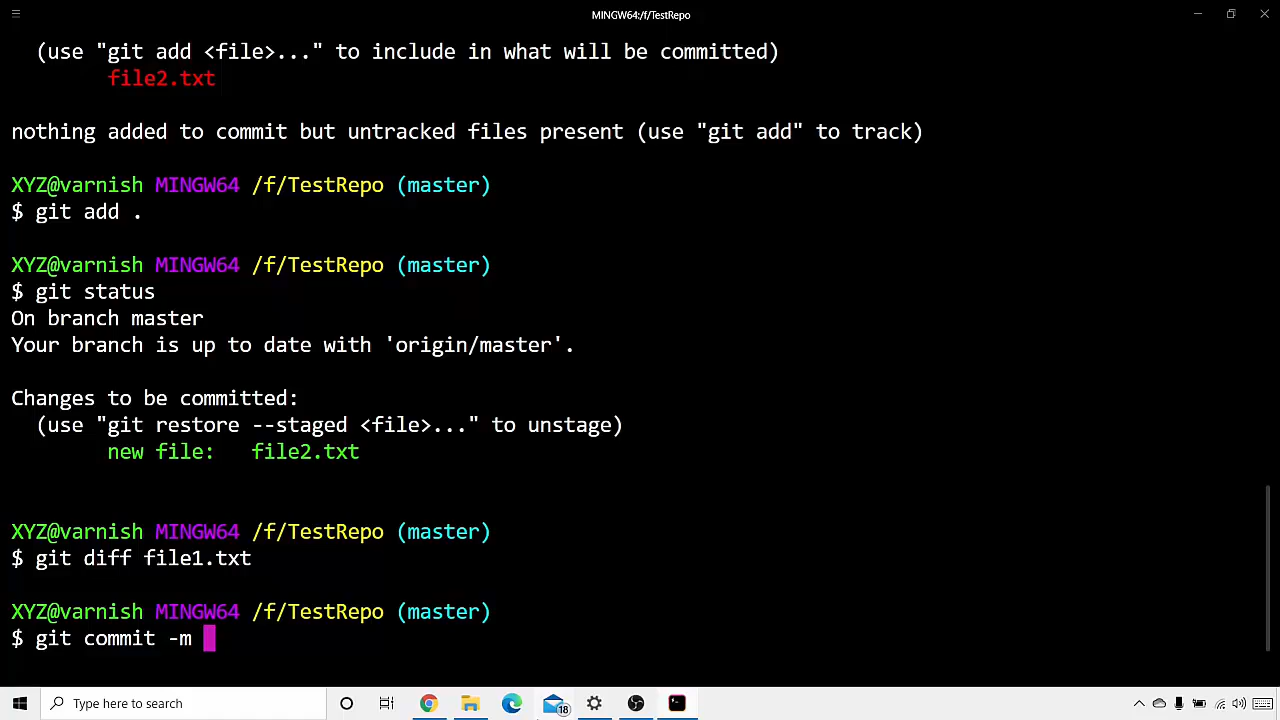 MINGW64:/f/TestRepo
(use "git add <file>..." to include in what will be committed)
file2.txt
nothing added to commit but untracked files present (use "git add" to track)
XYZ@varnish MINGW64 /f/TestRepo (master)
$ git add .
XYZ@varnish MINGW64 /f/TestRepo (master)
$ git status
On branch master
Your branch is up to date with 'origin/master'.
Changes to be committed:
(use "git restore --staged <file>..." to unstage)
new file:   file2.txt
XYZ@varnish MINGW64 /f/TestRepo (master)
$ git diff file1.txt
XYZ@varnish MINGW64 /f/TestRepo (master)
$ git commit -m
Type here to search
18